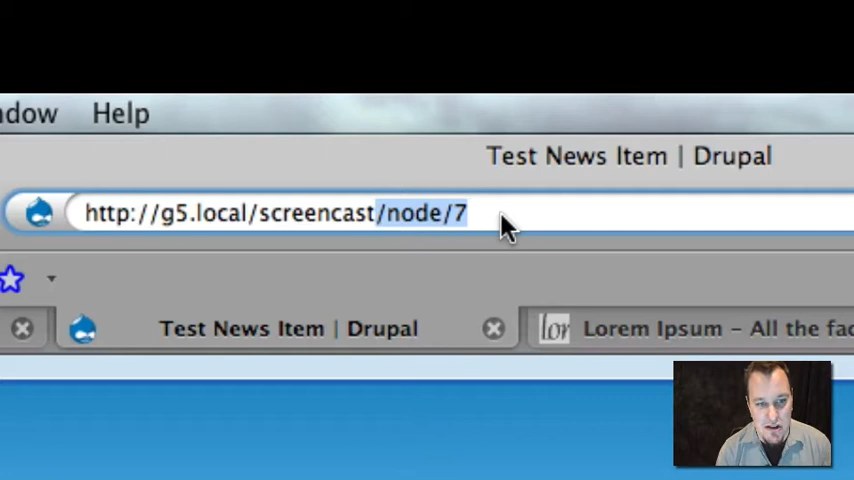 ndow Help
Test News Item | Drupal
http://g5.local/screencast/node/7
Test News Item | Drupal lor Lorem Ipsum - All the fac